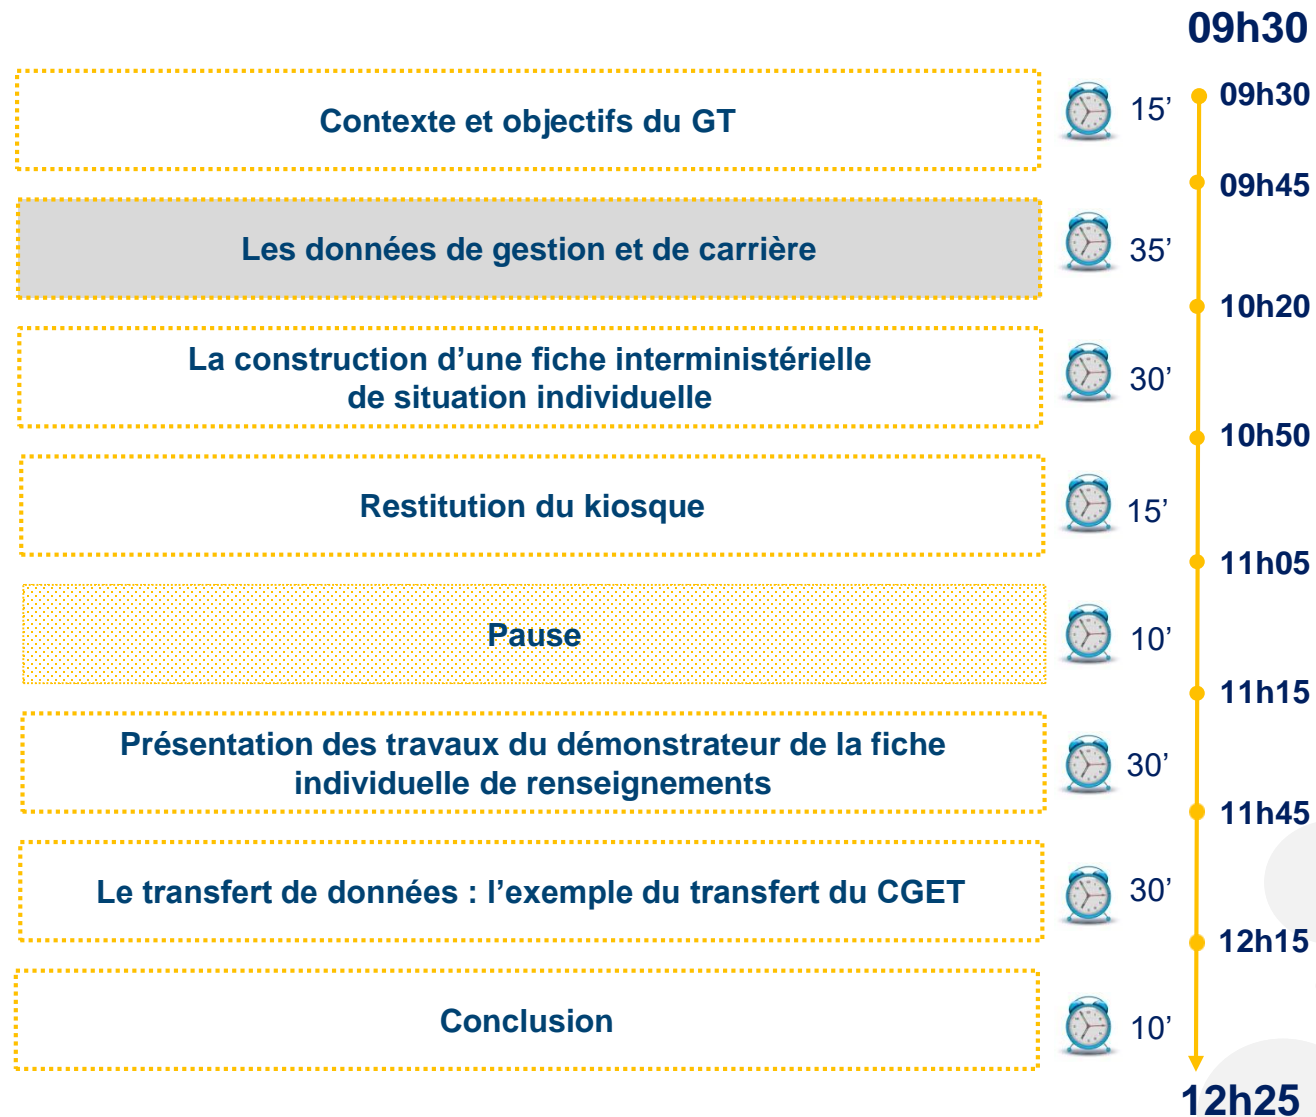 09h30
Contexte et objectifs du GT
15’
09h30
09h45
Les données de gestion et de carrière
35’
10h20
La construction d’une fiche interministérielle
de situation individuelle
30’
10h50
Restitution du kiosque
15’
11h05
Pause
10’
11h15
Présentation des travaux du démonstrateur de la fiche
individuelle de renseignements
30’
11h45
Le transfert de données : l’exemple du transfert du CGET
30’
12h15
Conclusion
10’
12h25